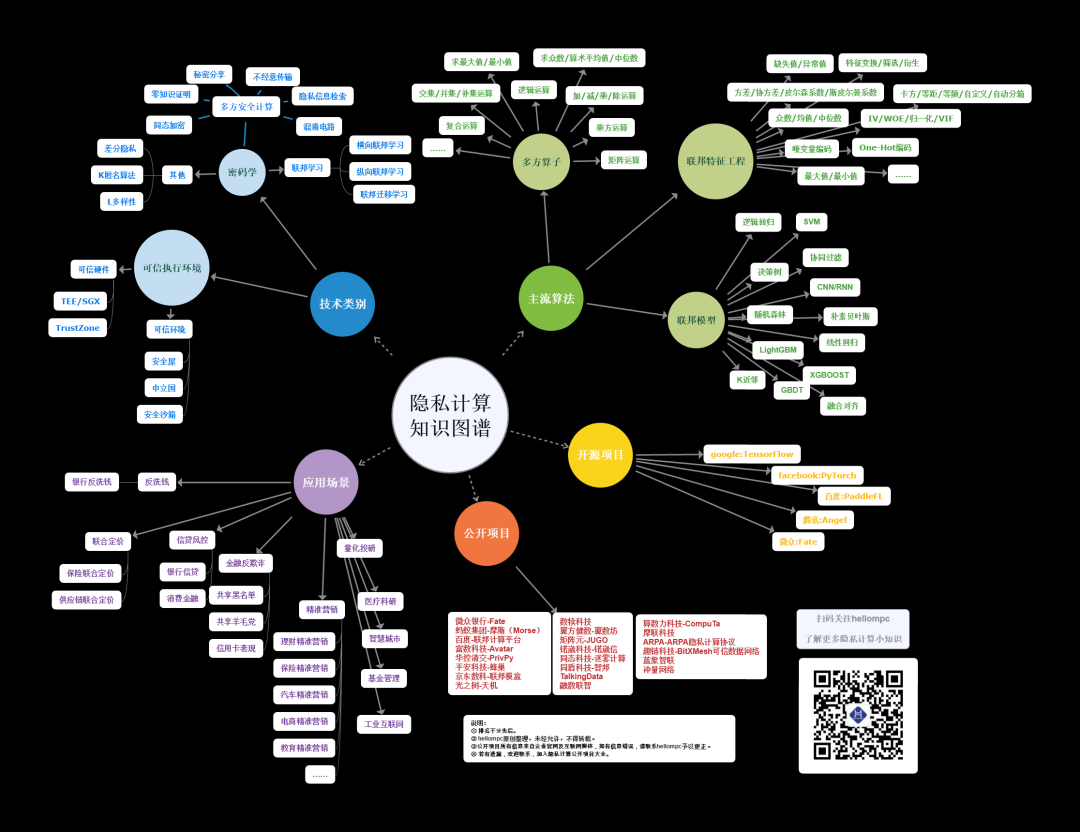 隐私计算
知识图谱
技术类别
密码学
多方安全计算
秘密分享
不经意传输
零知识证明
隐私信息检索
同态加密
混淆电路
联邦学习
横向联邦学习
纵向联邦学习
联邦迁移学习
其他
差分隐私
K匿名算法
L多样性
可信执行环境
可信硬件
TEE/SGX
TrustZone
可信环境
安全屋
中立国
安全沙箱
主流算法
多方算子
求最大值/最小值
求众数/算术平均值/中位数
交集/并集/补集运算
逻辑运算
加/减/乘/除运算
复合运算
乘方运算
......
矩阵运算
联邦特征工程
缺失值/异常值
特征变换/筛选/衍生
方差/协方差/皮尔森系数/斯皮尔曼系数
卡方/等距/等频/自定义/自动分箱
众数/均值/中位数
IV/WOE/归一化/VIF
哑变量编码
One-Hot编码
最大值/最小值
......
联邦模型
逻辑回归
SVM
协同过滤
决策树
CNN/RNN
随机森林
朴素贝叶斯
线性回归
LightGBM
XGBOOST
K近邻
GBDT
融合对齐
开源项目
google:TensorFlow
facebook:PyTorch
百度:PaddleFL
腾讯:Angel
微众:Fate
应用场景
反洗钱
银行反洗钱
联合定价
保险联合定价
供应链联合定价
信贷风控
银行信贷
消费金融
金融反欺诈
共享黑名单
共享羊毛党
信用卡套现
精准营销
理财精准营销
保险精准营销
汽车精准营销
电商精准营销
教育精准营销
......
量化投研
医疗科研
智慧城市
基金管理
工业互联网
公开项目
微众银行-Fate
蚂蚁集团-摩斯（Morse）
百度-联邦计算平台
富数科技-Avatar
华控清交-PrivPy
平安科技-蜂巢
京东数科-联邦模盒
光之树-天机
数牍科技
翼方健数-翼数坊
矩阵元-JUGO
锘崴科技-锘崴信
同态科技-迷雾计算
同盾科技-智邦
TalkingData
融数联智
算数力科技-CompuTa
摩联科技
ARPA-ARPA隐私计算协议
趣链科技-BitXMesh可信数据网络
蓝象智联
冲量网络
说明：
① 排名不分先后。
② hellompc原创整理，未经允许，不得转载。
③公开项目所有信息来自企业官网及互联网媒体，如有信息错误，请联系hellompc予以更正。
④ 若有遗漏，欢迎联系，加入隐私计算公开项目大全。
扫码关注hellompc
了解更多隐私计算小知识